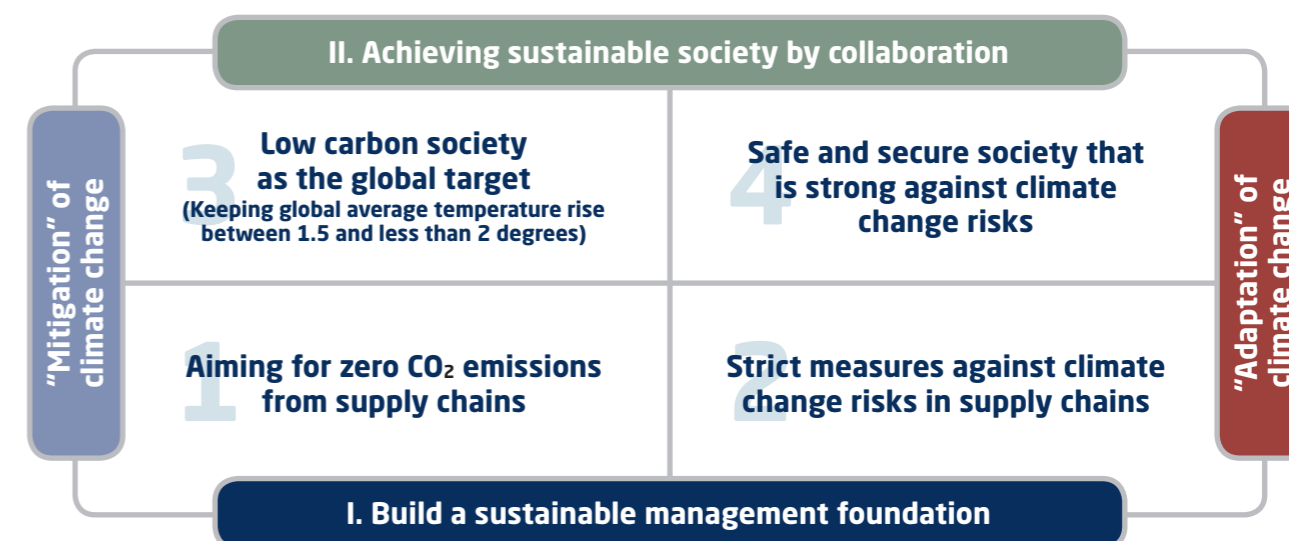 II. Achieving sustainable society by collaboration
"Mitigation" of
climate change
3
Low carbon society
as the global target
(Keeping global average temperature rise
between 1.5 and less than 2 degrees)
4
Safe and secure society that
is strong against climate
change risks
1
Aiming for zero CO₂ emissions
from supply chains
2
Strict measures against climate
change risks in supply chains
"Adaptation" of
climate change
I. Build a sustainable management foundation